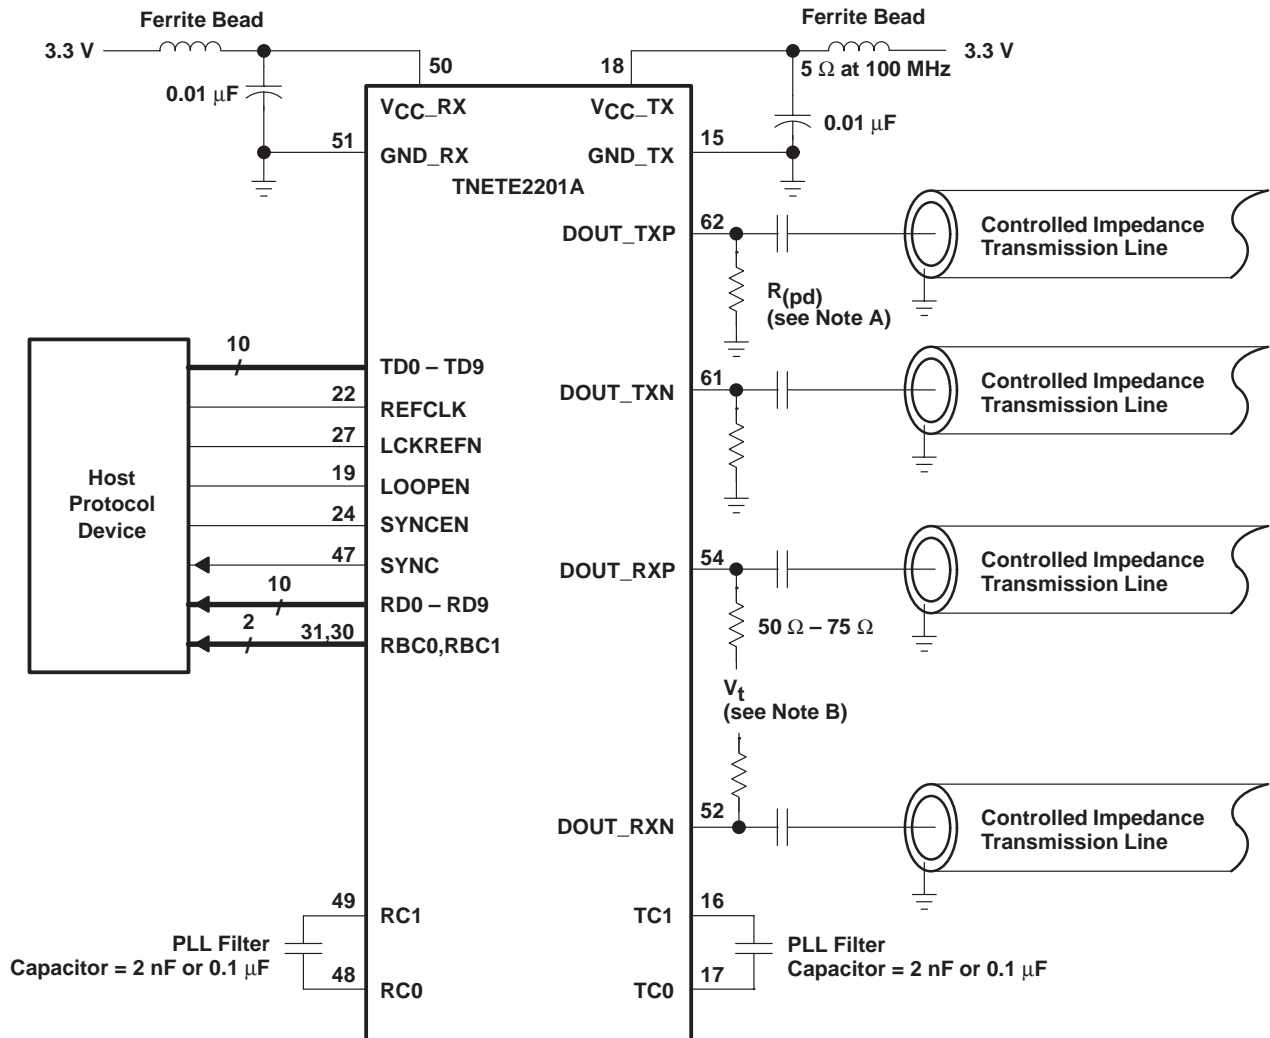 Ferrite Bead
3.3 V
50
0.01 μF
VCC_RX
51
GND_RX
Ferrite Bead
3.3 V
18
5 Ω at 100 MHz
VCC_TX
0.01 μF
15
GND_TX
TNETE2201A
DOUT_TXP
62
Controlled Impedance
Transmission Line
R(pd)
(see Note A)
DOUT_TXN
61
Controlled Impedance
Transmission Line
Host
Protocol
Device
10
TD0 – TD9
22
REFCLK
27
LCKREFN
19
LOOPEN
24
SYNCEN
47
SYNC
10
RD0 – RD9
2
31,30
RBC0,RBC1
DOUT_RXP
54
Controlled Impedance
Transmission Line
50 Ω – 75 Ω
Vt
(see Note B)
DOUT_RXN
52
Controlled Impedance
Transmission Line
49
RC1
PLL Filter
Capacitor = 2 nF or 0.1 μF
48
RC0
TC1
16
PLL Filter
Capacitor = 2 nF or 0.1 μF
17
TC0